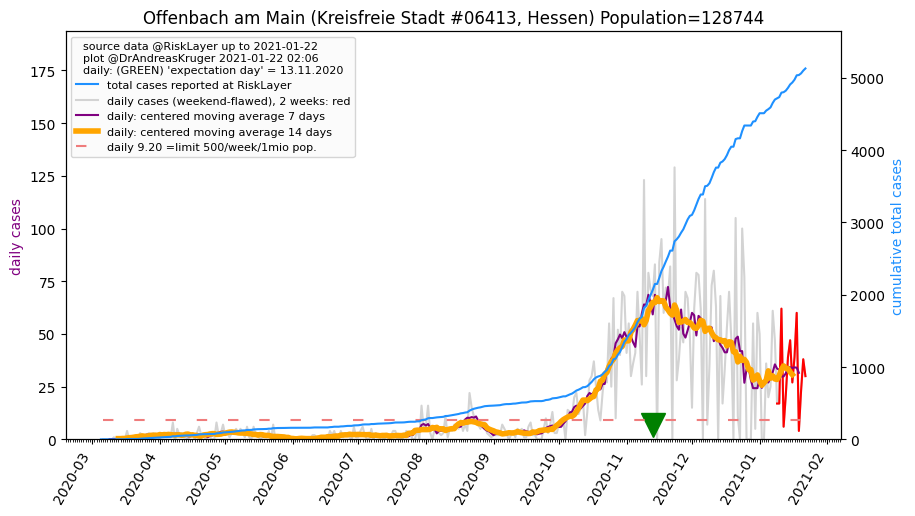 Offenbach am Main (Kreisfreie Stadt #06413, Hessen) Population=128744
source data @RiskLayer up to 2021-01-22
plot @DrAndreasKruger 2021-01-22 02:06
daily: (GREEN) 'expectation day' = 13.11.2020
total cases reported at RiskLayer
daily cases (weekend-flawed), 2 weeks: red
daily: centered moving average 7 days
daily: centered moving average 14 days
daily 9.20 =limit 500/week/1mio pop.
daily cases
175
150
125
100
75
50
25
0
cumulative total cases
5000
4000
3000
2000
1000
0
2020-03
2020-04
2020-05
2020-06
2020-07
2020-08
2020-09
2020-10
2020-11
2020-12
2021-01
2021-02